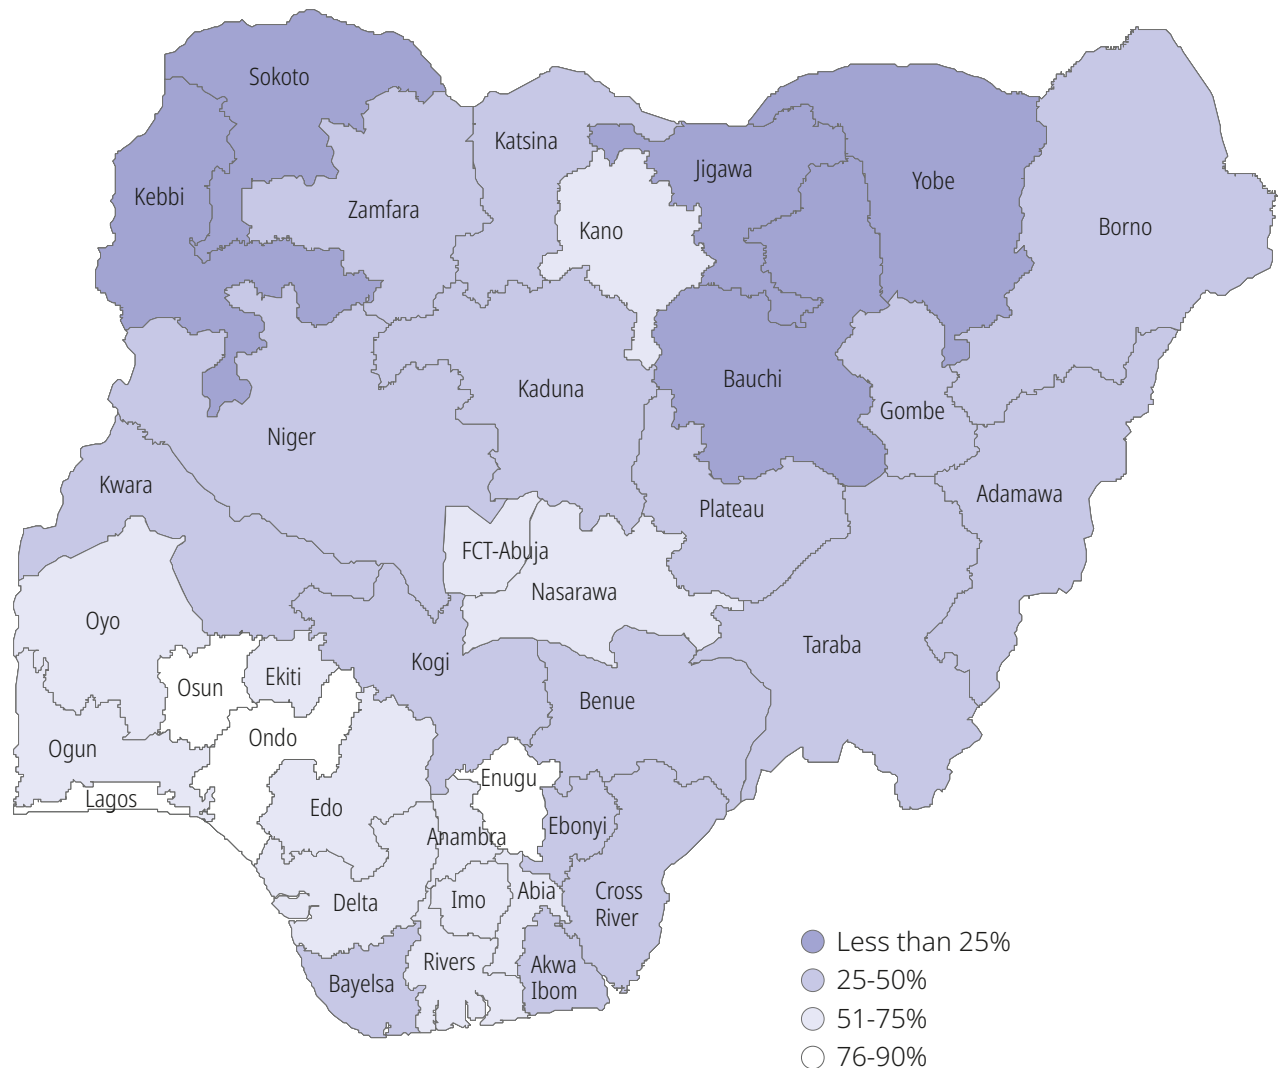 Sokoto
Katsina
Jigawa
Kebbi
Yobe
Zamfara
Kano
Borno
Bauchi
Kaduna
Gombe
Niger
Kwara
Adamawa
Plateau
FCT-Abuja
Nasarawa
Oyo
Taraba
Kogi
Ekiti
Osun
Benue
Ondo
Ogun
Enugu
Lagos
Edo
Ebonyi
Anambra
Abia
Cross
River
Imo
Delta
Rivers
Akwa
Ibom
Bayelsa
Less than 25%
25-50%
51-75%
76-90%